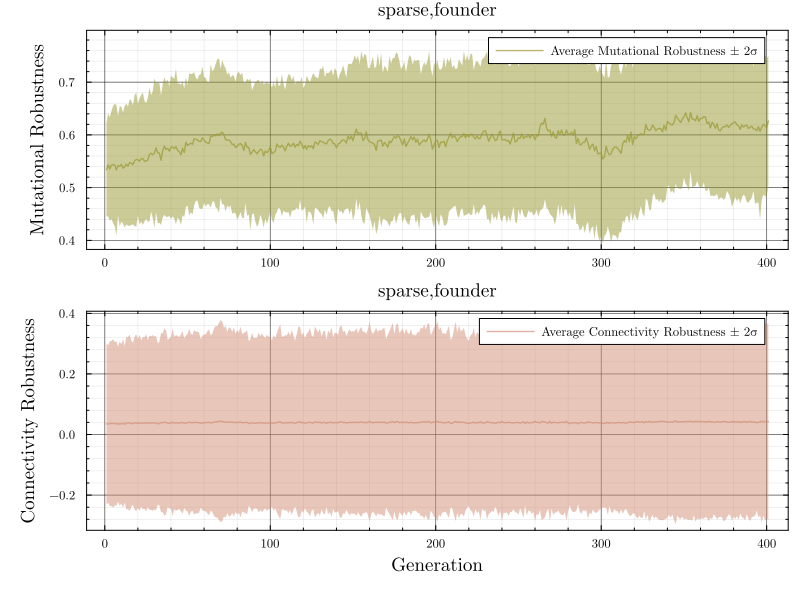 sparse,founder
Average Mutational Robustness ± 2σ
Mutational Robustness
0.7
0.6
0.5
0.4
0 100 200 300 400
sparse,founder
Average Connectivity Robustness ± 2σ
Connectivity Robustness
0.4
0.2
0.0
−0.2
0 100 200 300 400
Generation